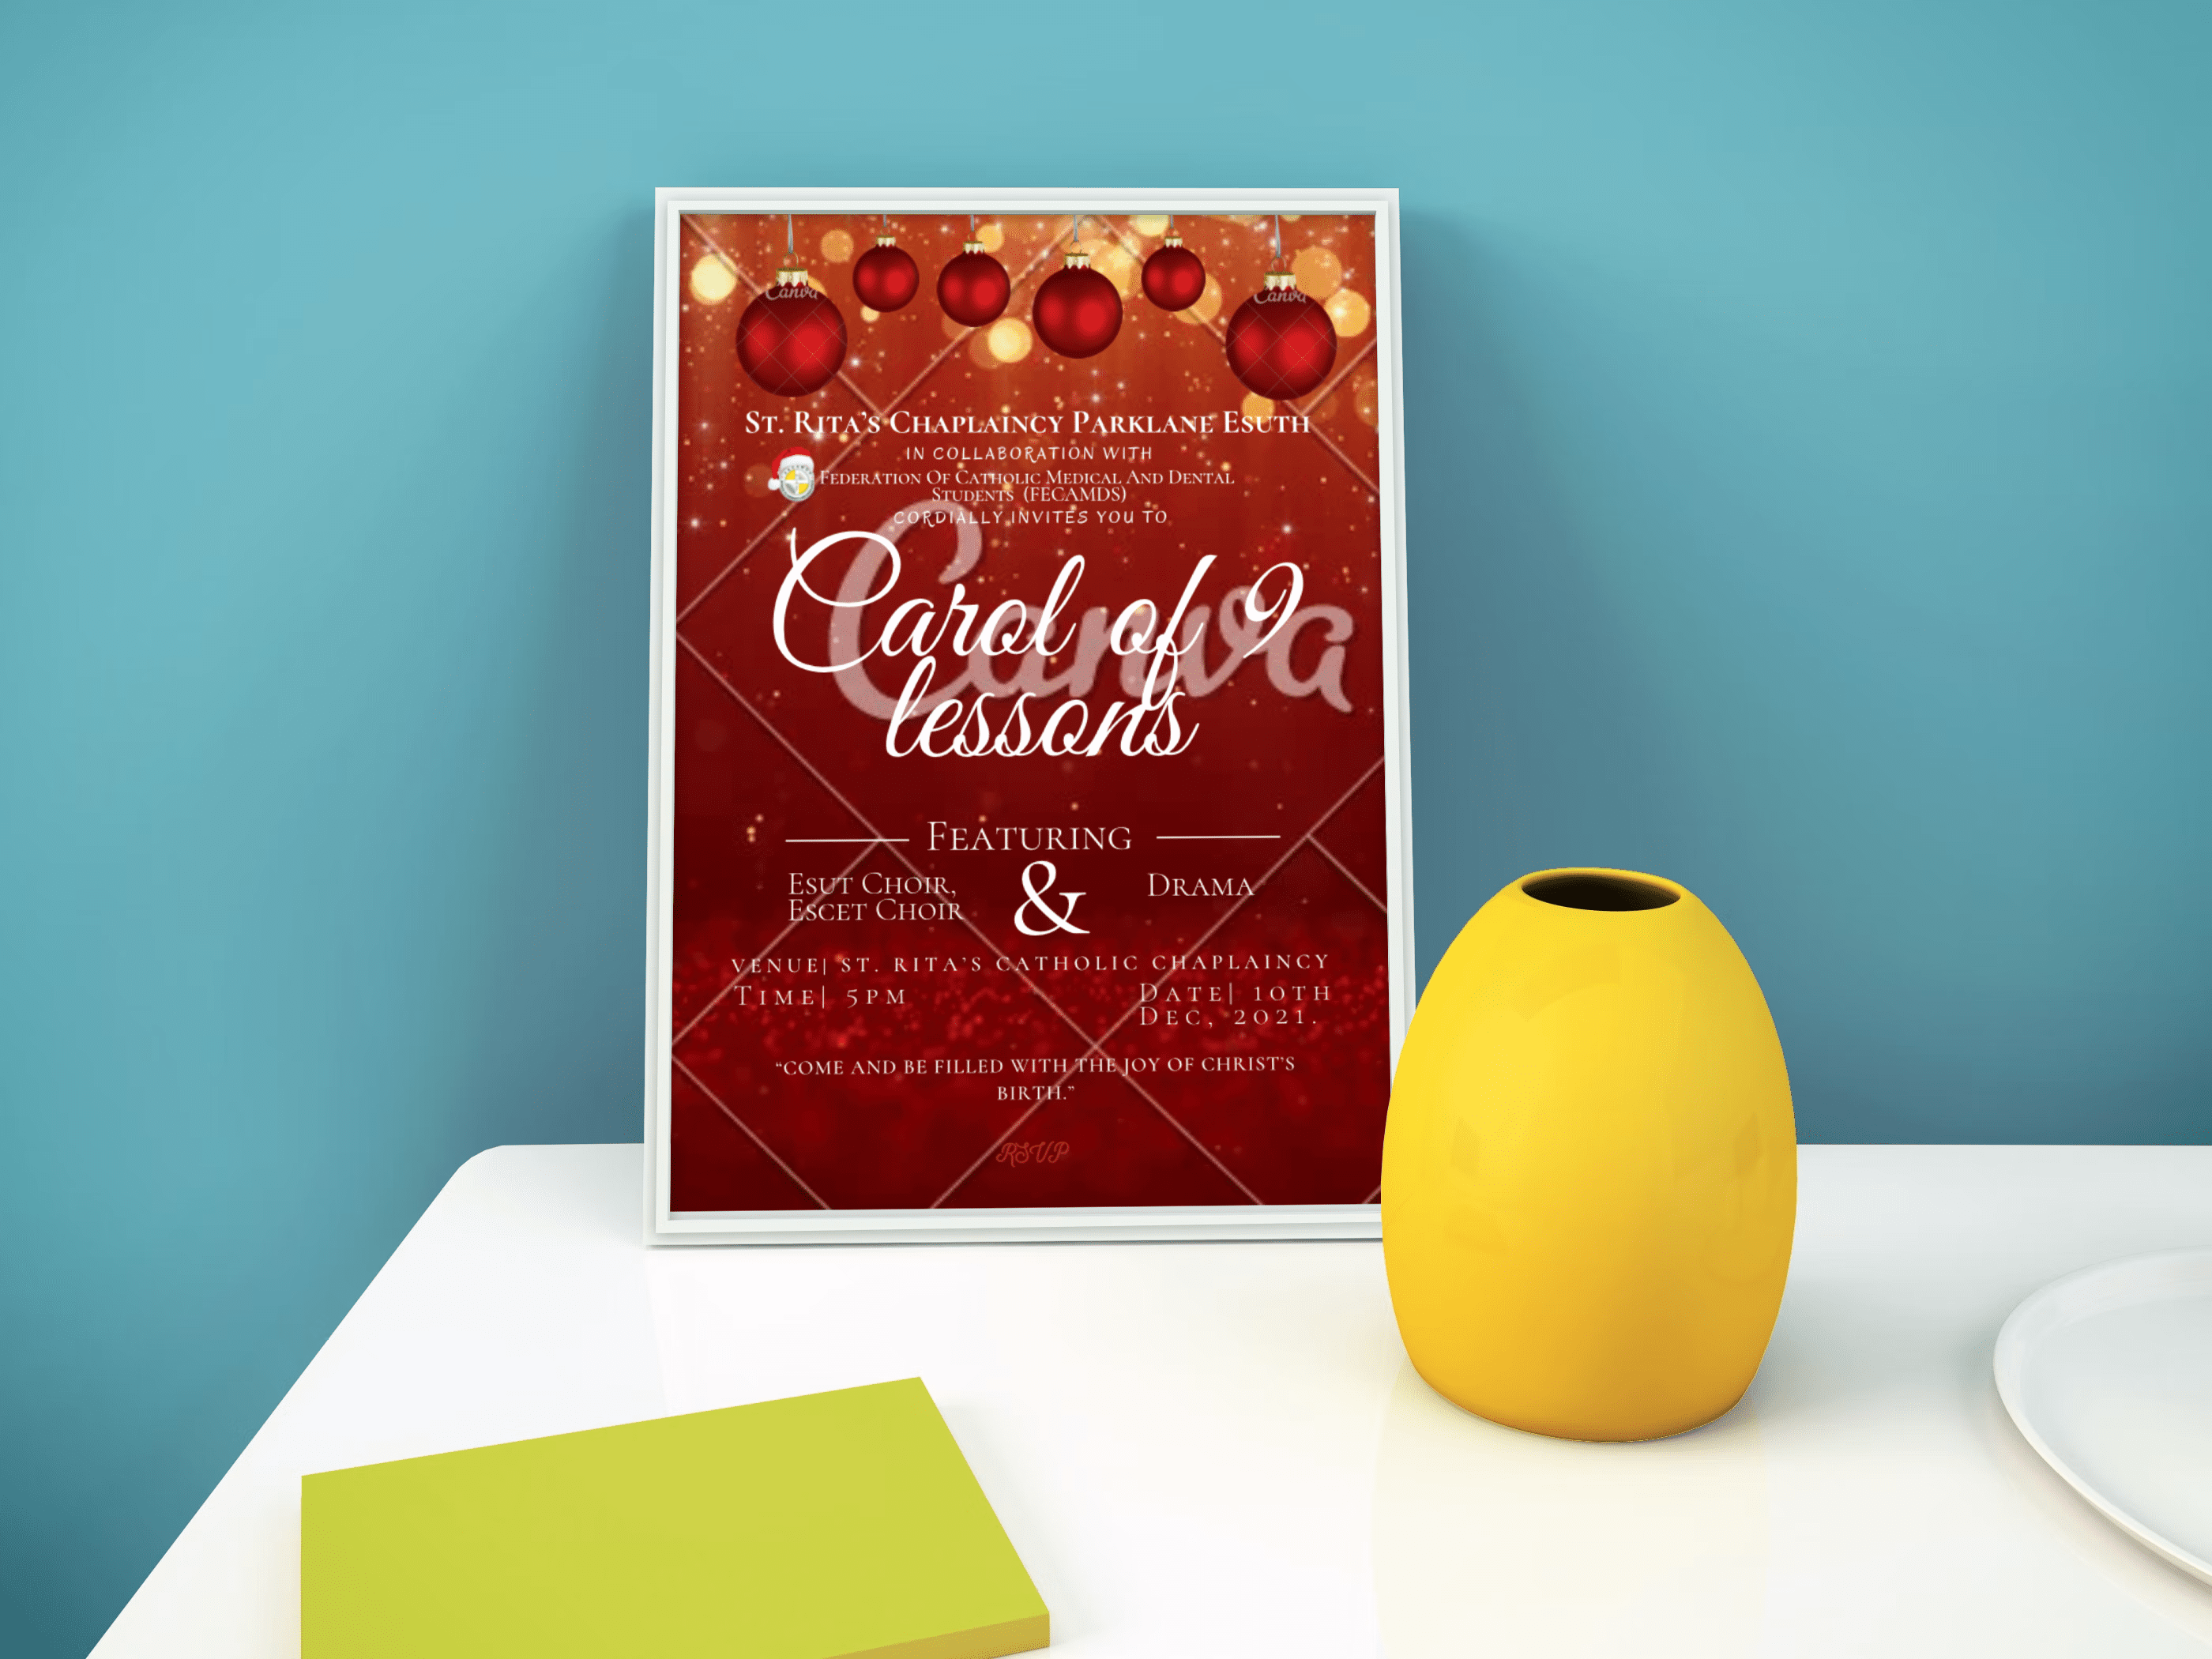 Canva
Canva
ST. RITA'S CHAPLAINCY PARKLANE ESUTH
IN COLLABORATION WITH
FEDERATION OF CATHOLIC MEDICAL AND DENTAL
STUDENTS (FECAMDS)
CORDIALLY INVITES YOU TO
Canva
Carol of 9
lessons
FEATURING
ESUT CHOIR,
ESCET CHOIR
&
DRAMA
VENUE| ST. RITA'S CATHOLIC CHAPLAINCY
TIME| 5PM
DATE| 10TH
DEC, 2021.
“COME AND BE FILLED WITH THE JOY OF CHRIST'S
BIRTH.”
RSVP